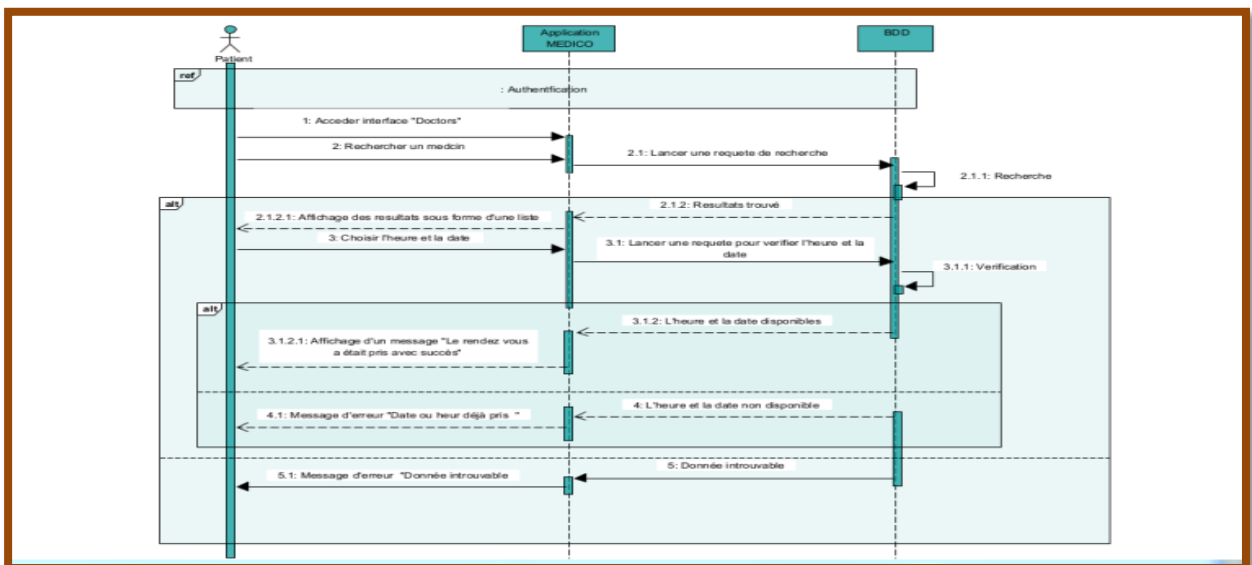 Patient
Application
MEDICO
BDD
ref
: Authentfication
1: Acceder interface "Doctors"
2: Rechercher un medcin
2.1: Lancer une requete de recherche
2.1.1: Recherche
alt
2.1.2: Resultats trouvé
2.1.2.1: Affichage des resultats sous forme d'une liste
3: Choisir l'heure et la date
3.1: Lancer une requete pour verifier l'heure et la
date
3.1.1: Verification
alt
3.1.2: L'heure et la date disponibles
3.1.2.1: Affichage d'un message "Le rendez vous
a était pris avec succès"
4: L'heure et la date non disponible
4.1: Message d'erreur "Date ou heur déjà pris "
5: Donnée introuvable
5.1: Message d'erreur "Donnée introuvable